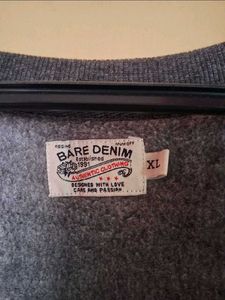 BARE DENIM
Established
1991
AUTHENTIC CLOTHING
DESIGNED WITH LOVE
CARE AND PASSION
XL